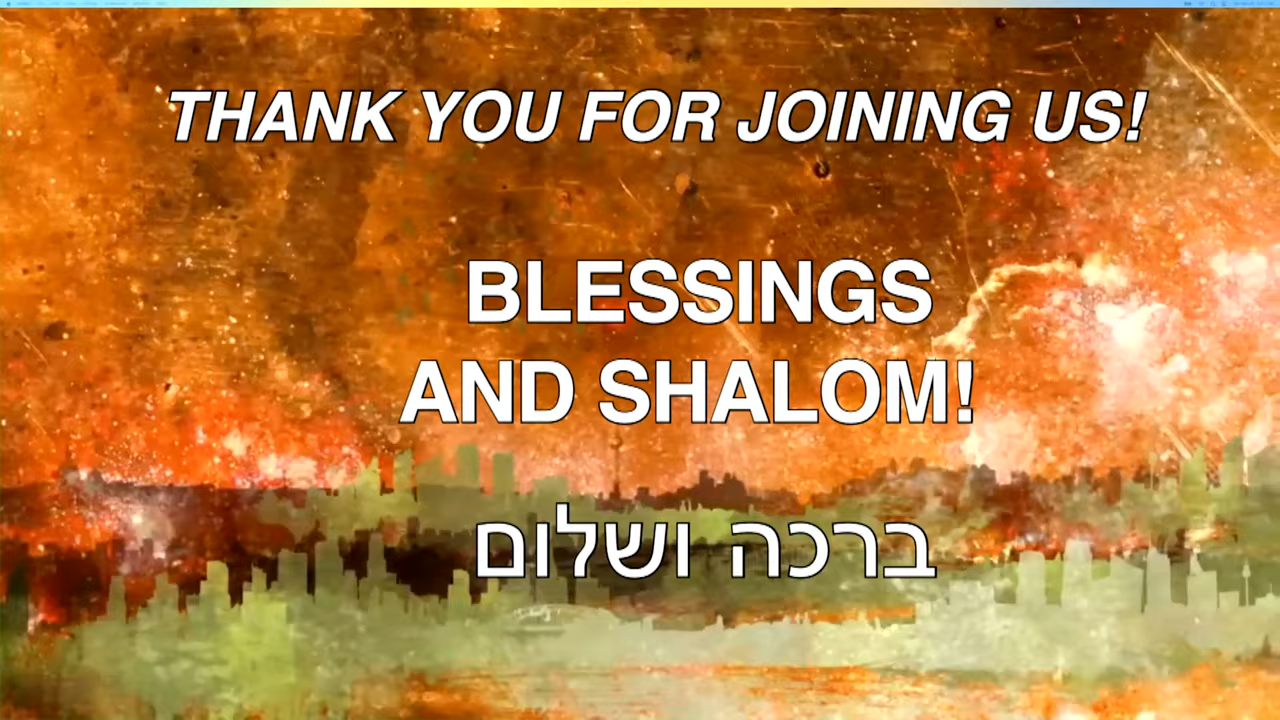 THANK YOU FOR JOINING US!
BLESSINGS
AND SHALOM!
ברכה ושלום